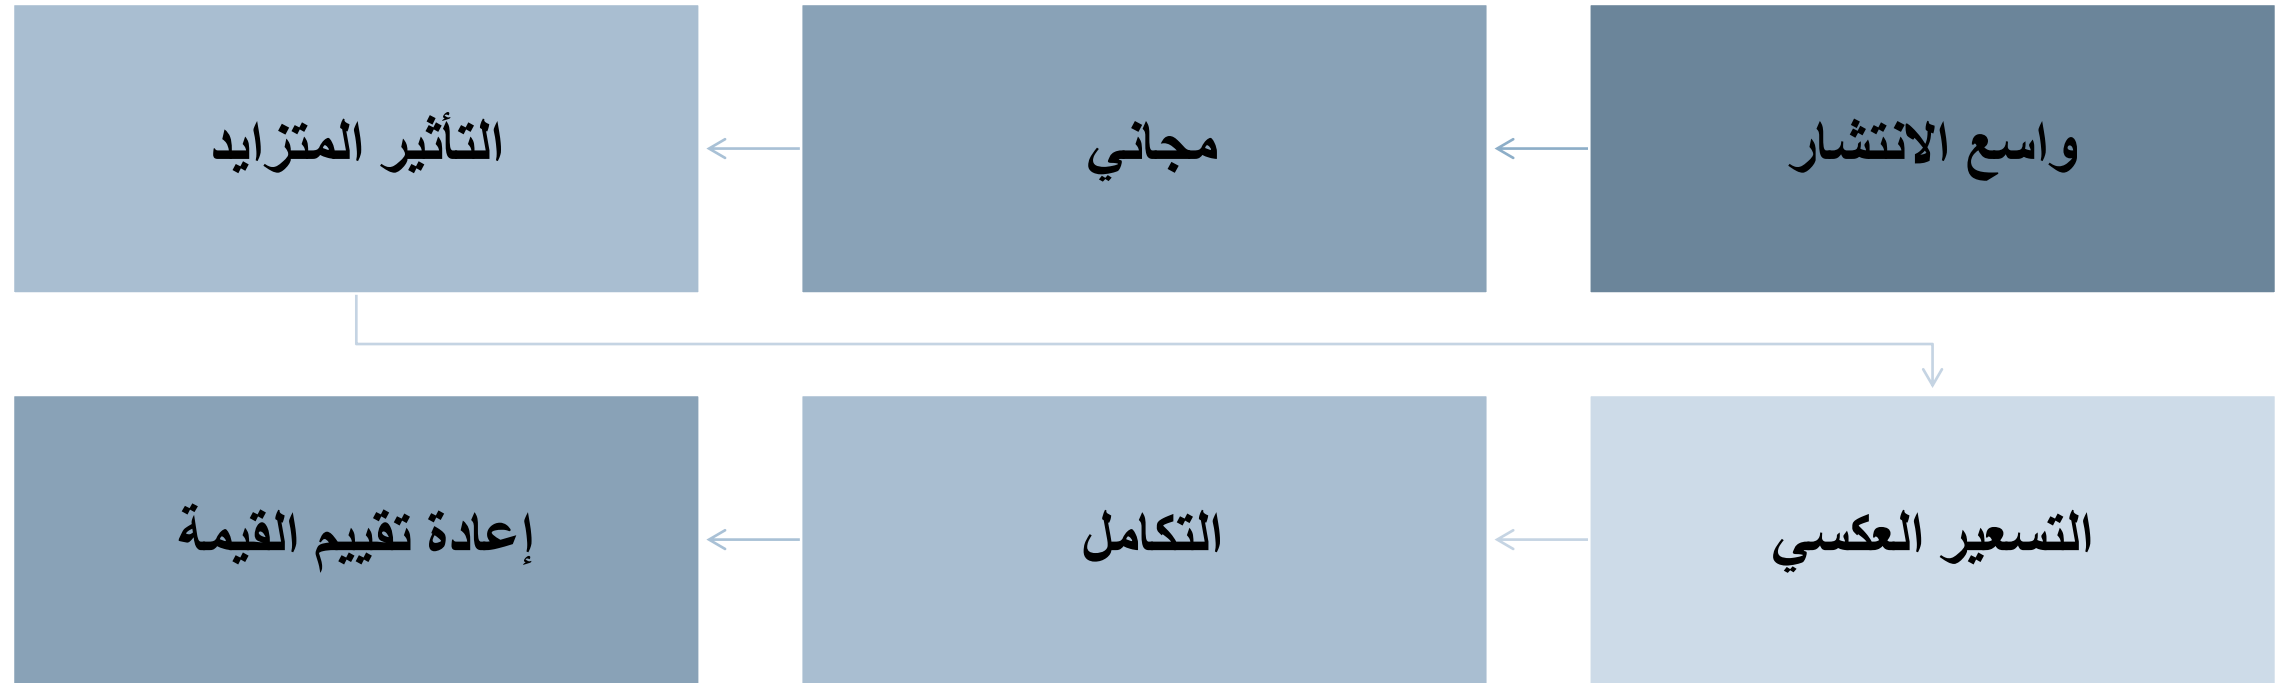 واسع الانتشار
مجاني
التأثير المتزايد
التسعير العكسي
التكامل
إعادة تقييم القيمة